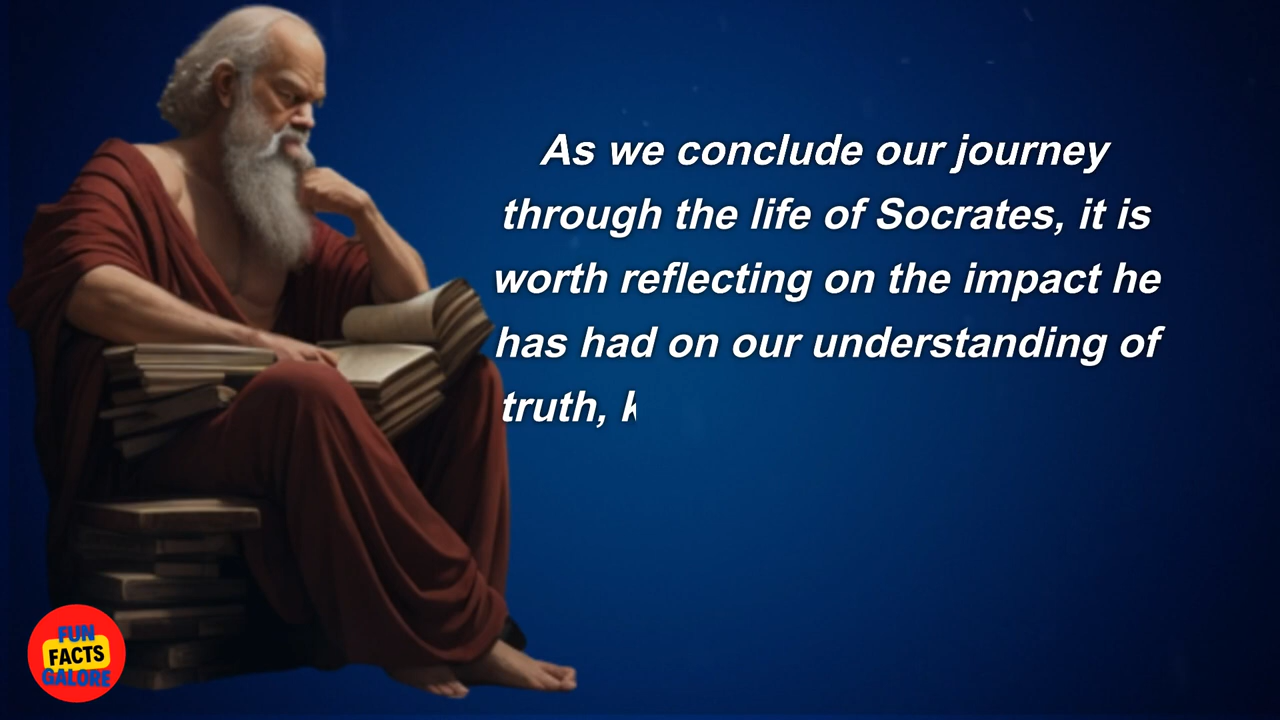 As we conclude our journey
through the life of Socrates, it is
worth reflecting on the impact he
has had on our understanding of
truth,
FUN
FACTS
GALORE